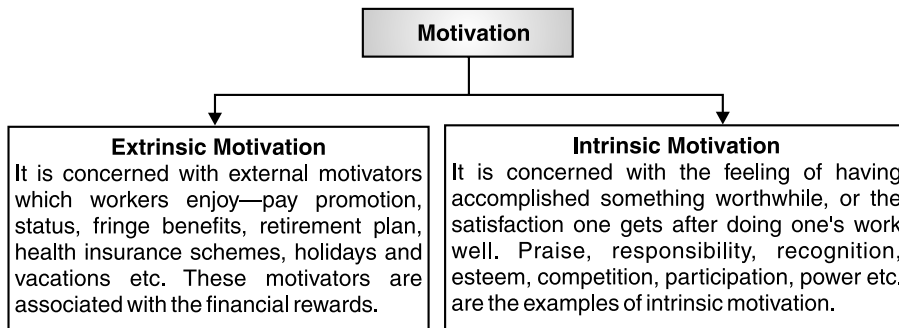 Motivation
Extrinsic Motivation
It is concerned with external motivators
which workers enjoy—pay promotion,
status, fringe benefits, retirement plan,
health insurance schemes, holidays and
vacations etc. These motivators are
associated with the financial rewards.
Intrinsic Motivation
It is concerned with the feeling of having
accomplished something worthwhile, or the
satisfaction one gets after doing one's work
well. Praise, responsibility, recognition,
esteem, competition, participation, power etc.
are the examples of intrinsic motivation.